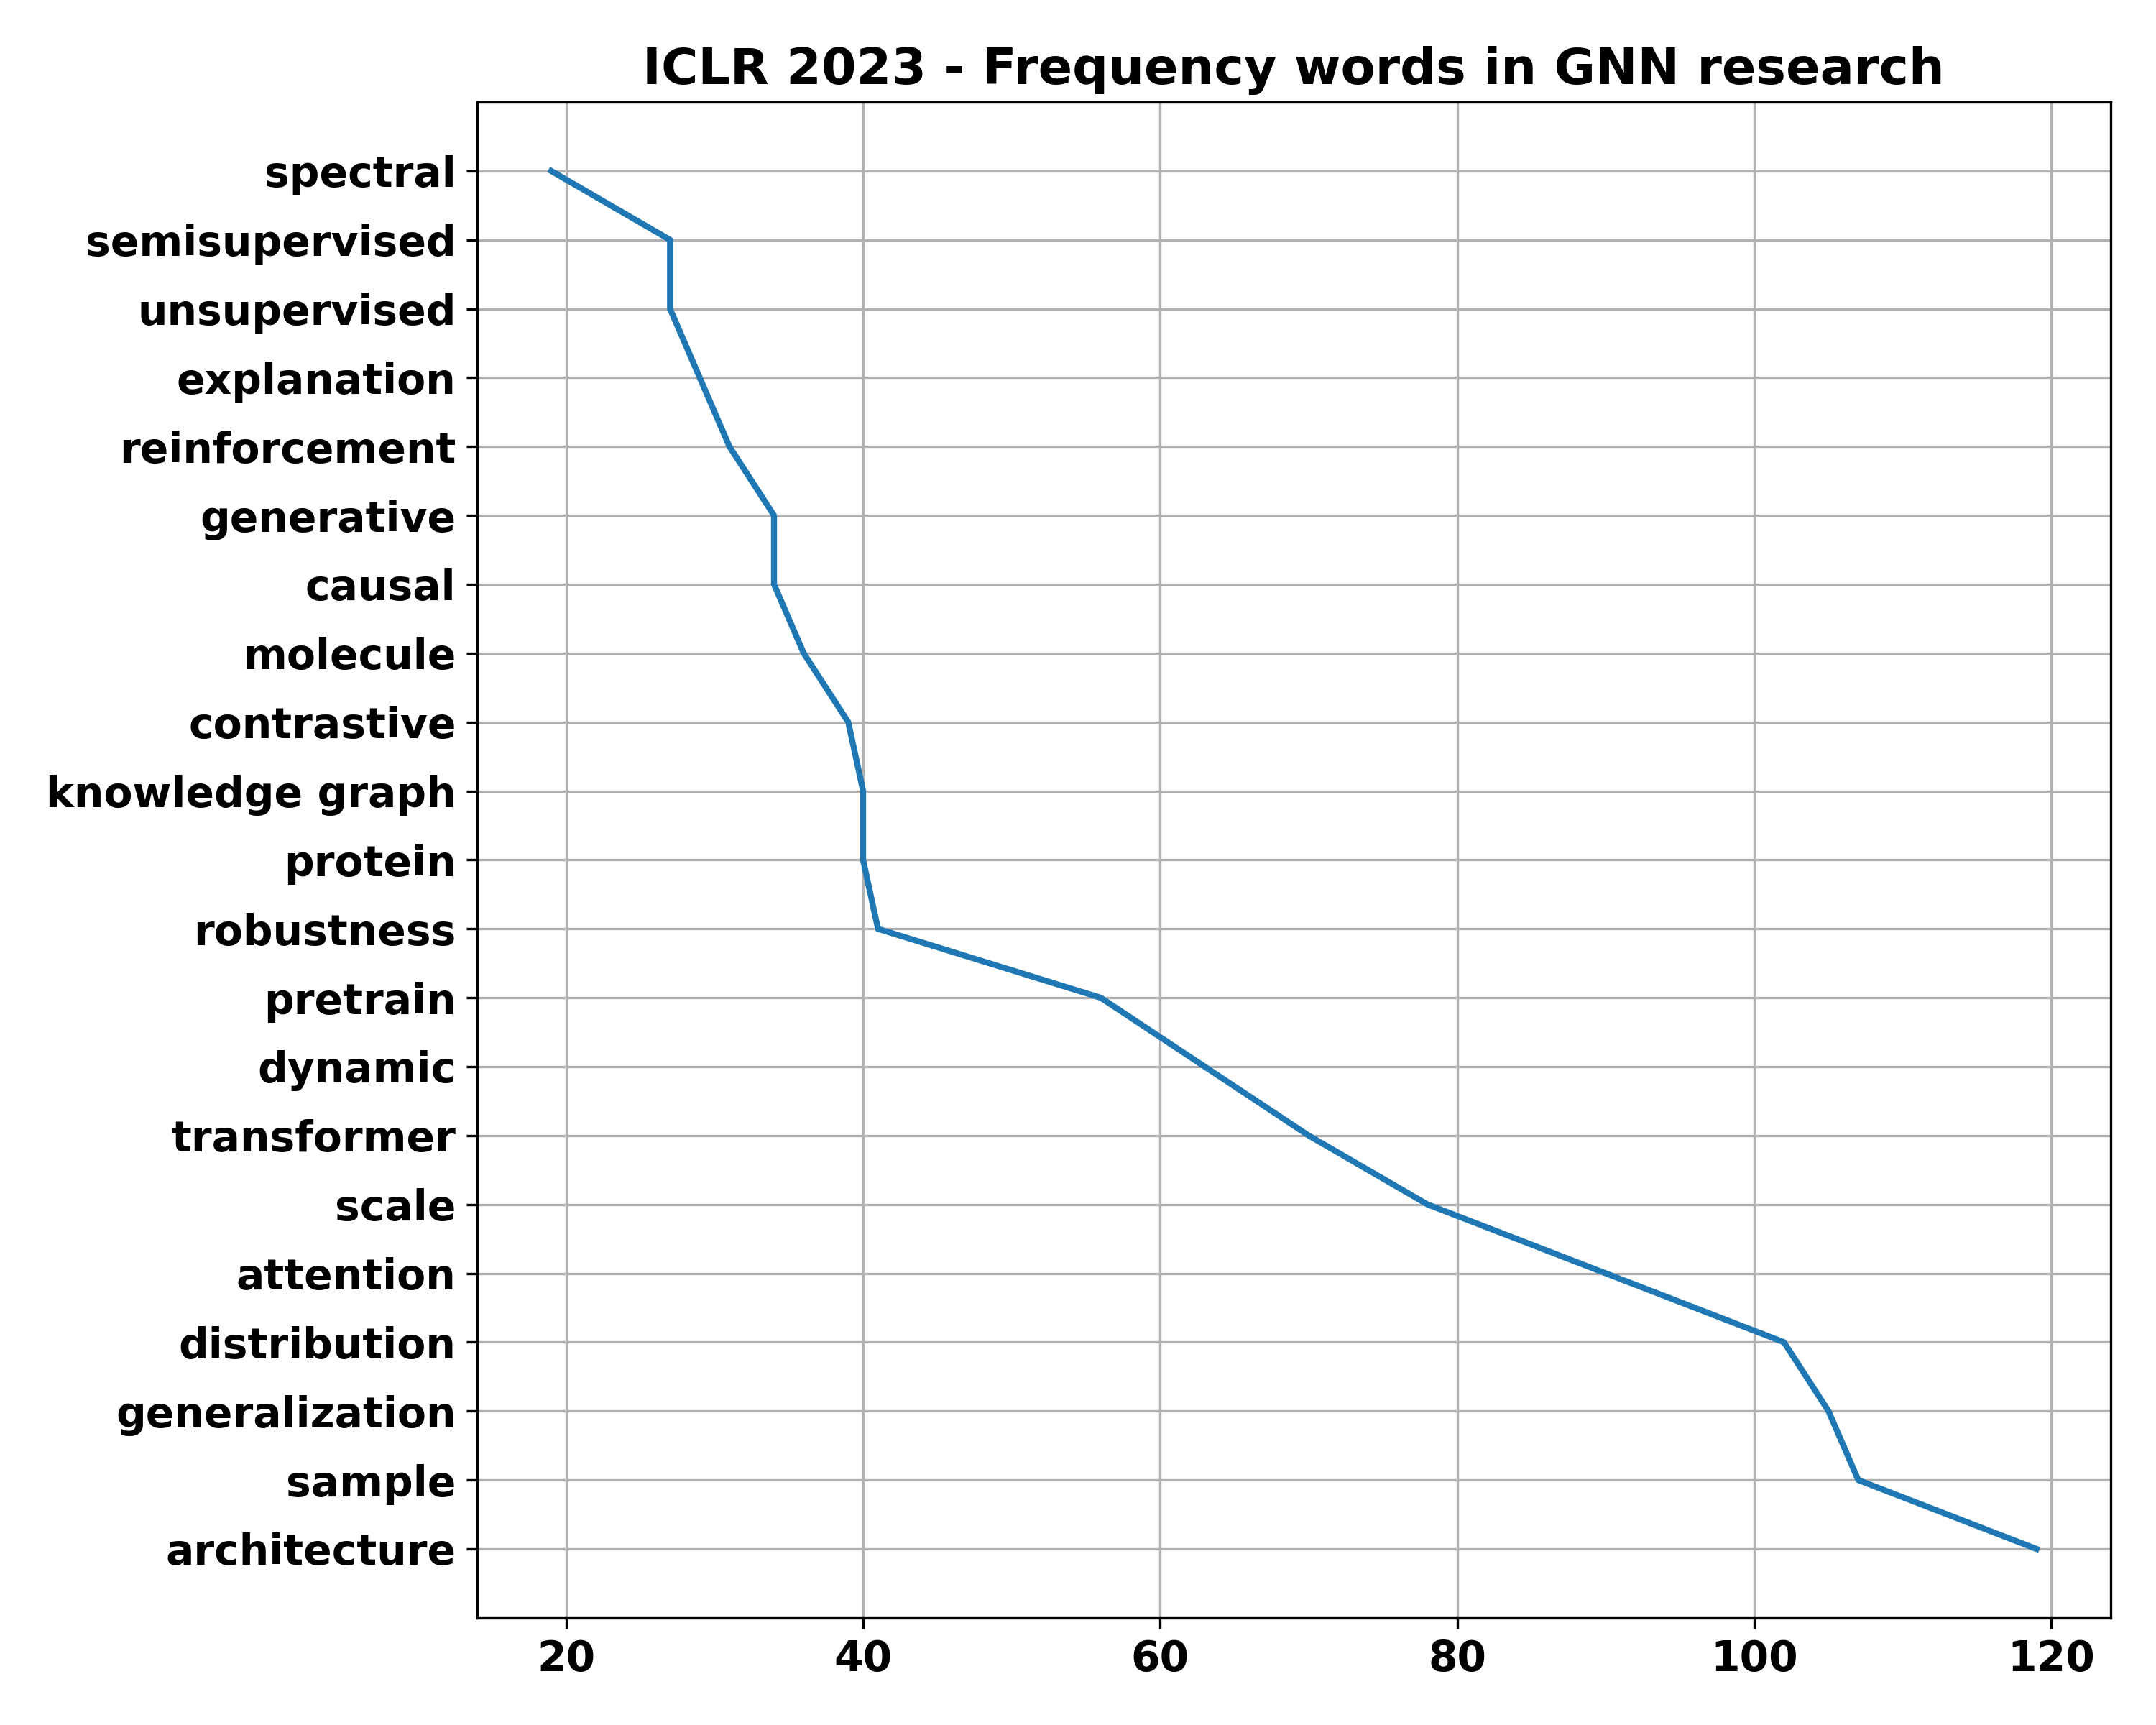 ICLR 2023 - Frequency words in GNN research
spectral
semisupervised
unsupervised
explanation
reinforcement
generative
causal
molecule
contrastive
knowledge graph
protein
robustness
pretrain
dynamic
transformer
scale
attention
distribution
generalization
sample
architecture
20 40 60 80 100 120